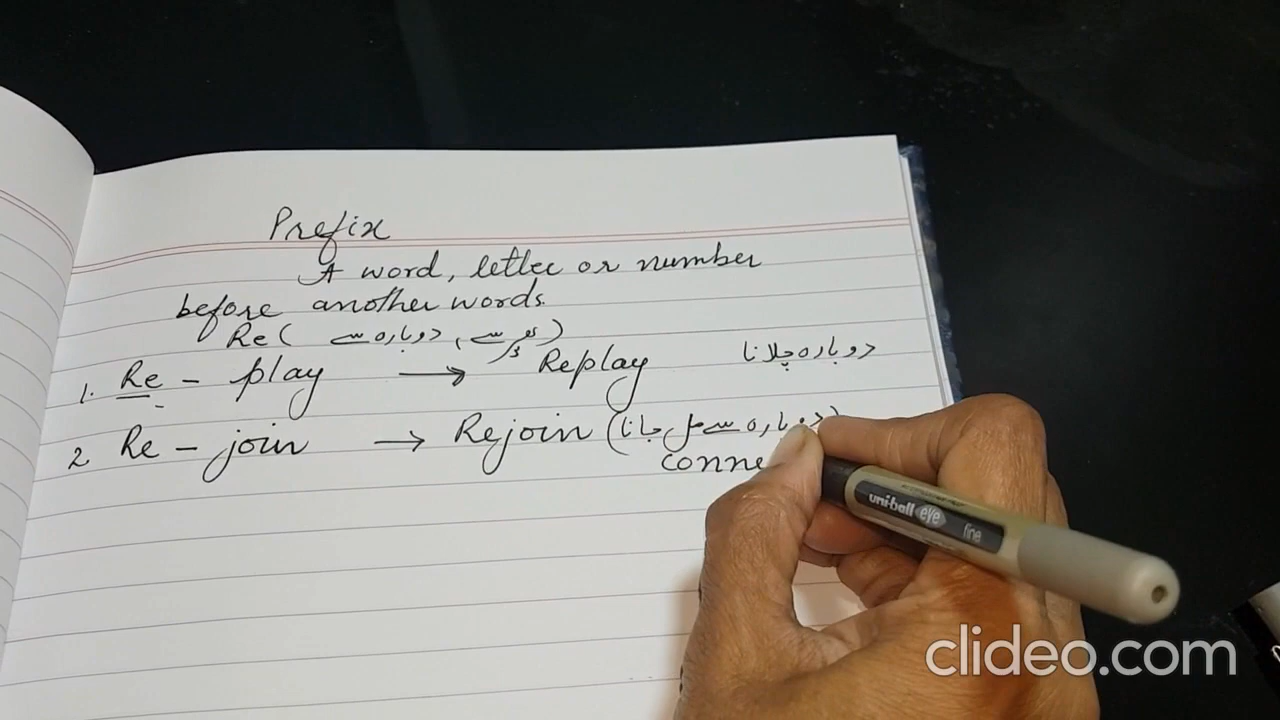 Prefix
A word, letter or number
before another words.
Re ( دوبارہ سے , پھر سے )
1. Re - play → Replay دوبارہ چلانا
2 Re - join → Rejoin (دوبارہ سے مل جانا)
conne
uni-ball eye fine
clideo.com